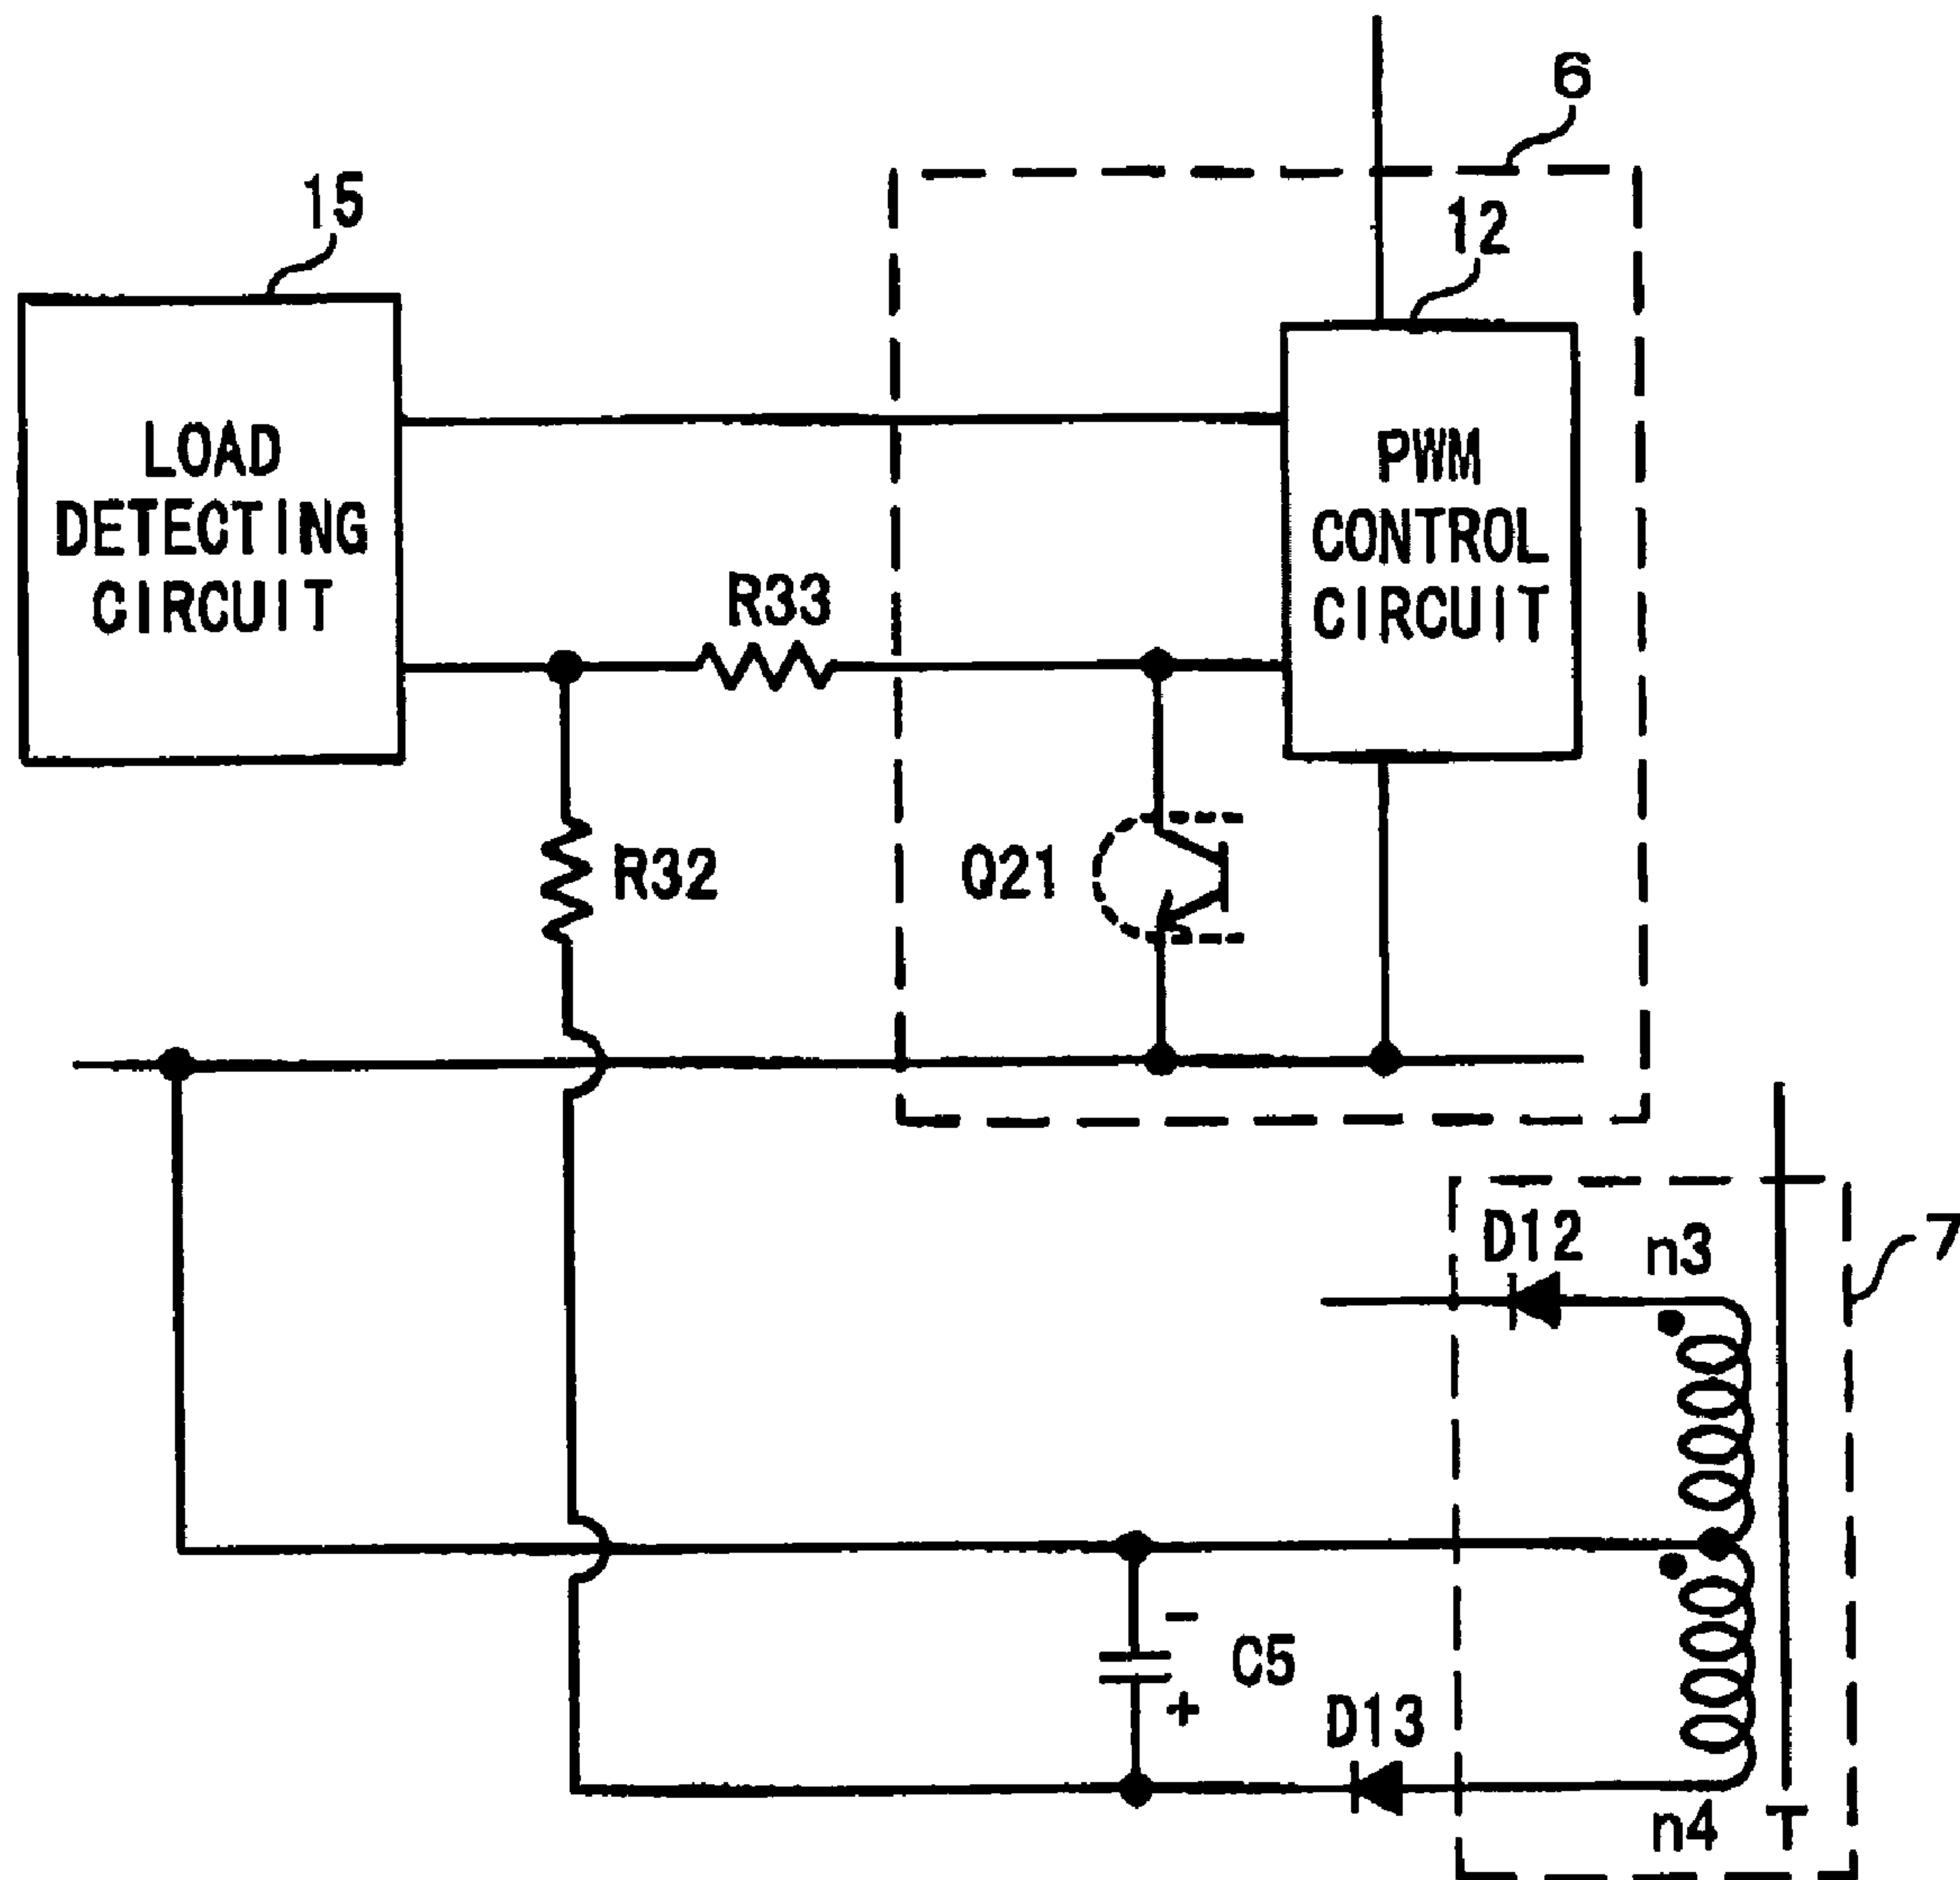 6
15
12
LOAD
DETECTING
CIRCUIT
PWM
CONTROL
CIRCUIT
R33
R32
Q21
D12
n3
7
-
C5
+
D13
n4
T